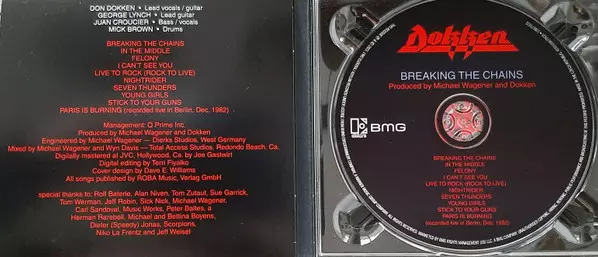 DON DOKKEN • Lead vocals / guitar
GEORGE LYNCH • Lead guitar
JUAN CROUCIER • Bass / vocals
MICK BROWN • Drums
BREAKING THE CHAINS
IN THE MIDDLE
FELONY
I CAN'T SEE YOU
LIVE TO ROCK (ROCK TO LIVE)
NIGHTRIDER
SEVEN THUNDERS
YOUNG GIRLS
STICK TO YOUR GUNS
PARIS IS BURNING (recorded live in Berlin, Dec. 1982)
Management: Q Prime Inc.
Produced by Michael Wagener and Dokken
Engineered by Michael Wagener — Dierks Studios, West Germany
Mixed by Michael Wagener and Wyn Davis — Total Access Studios, Redondo Beach, Ca.
Digitally mastered at JVC, Hollywood, Ca. by Joe Gastwirt
Digital editing by Terri Fiyalko
Cover design by Dave E. Williams
All songs published by ROBA Music, Verlag GmbH
special thanks to: Rolf Baierle, Alan Niven, Tom Zutaut, Sue Garrick,
Tom Werman, Jeff Robin, Sick Nick, Michael Wagener,
Carl Sandoval, Music Works, Peter Baltes, a
Herman Rarebell, Michael and Bettina Boyens,
Dieter (Speedy) Jonas, Scorpions,
Niko La Frentz and Jeff Weisel
Dokken
BREAKING THE CHAINS
Produced by Michael Wagener and Dokken
BMG
BREAKING THE CHAINS
IN THE MIDDLE
FELONY
I CAN'T SEE YOU
LIVE TO ROCK (ROCK TO LIVE)
NIGHTRIDER
SEVEN THUNDERS
YOUNG GIRLS
STICK TO YOUR GUNS
PARIS IS BURNING
(recorded live in Berlin, Dec. 1982)